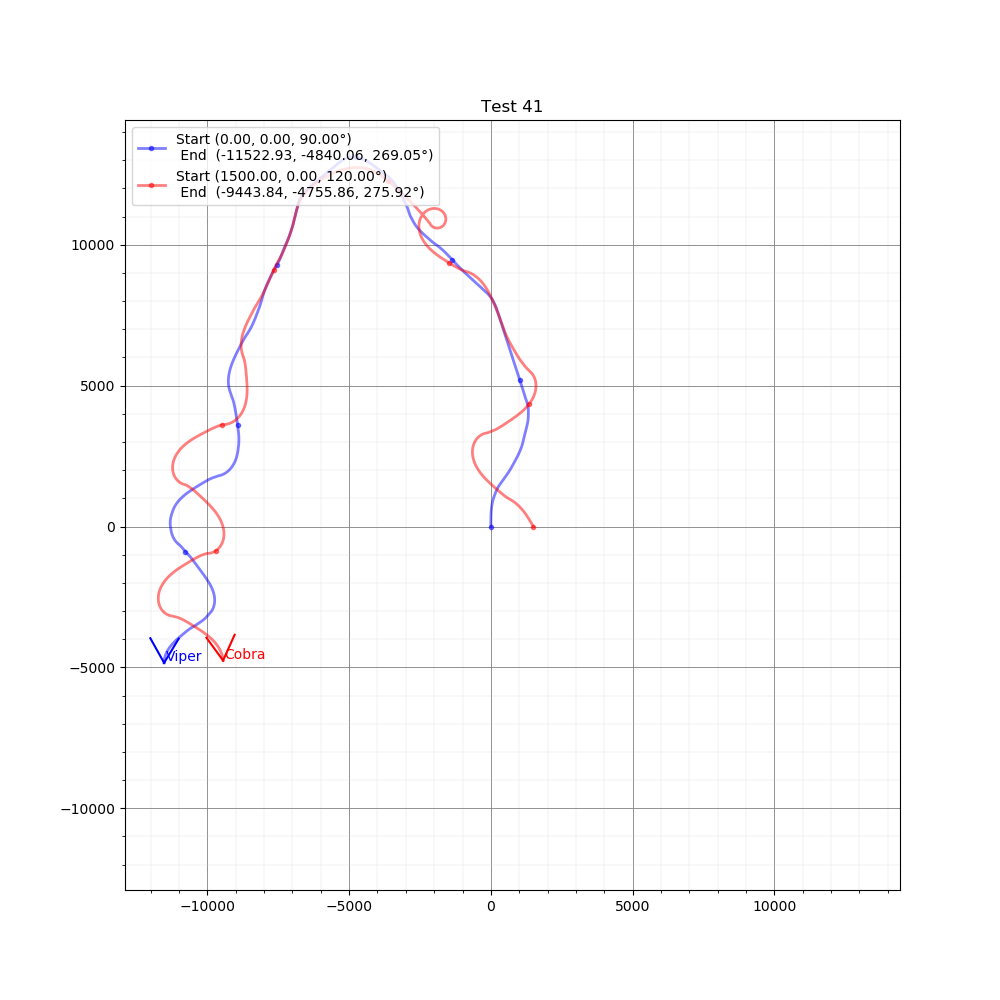 Test 41
Start (0.00, 0.00, 90.00°)
End (-11522.93, -4840.06, 269.05°)
Start (1500.00, 0.00, 120.00°)
End (-9443.84, -4755.86, 275.92°)
10000
5000
0
−5000
−10000
Viper
Cobra
−10000 −5000 0 5000 10000